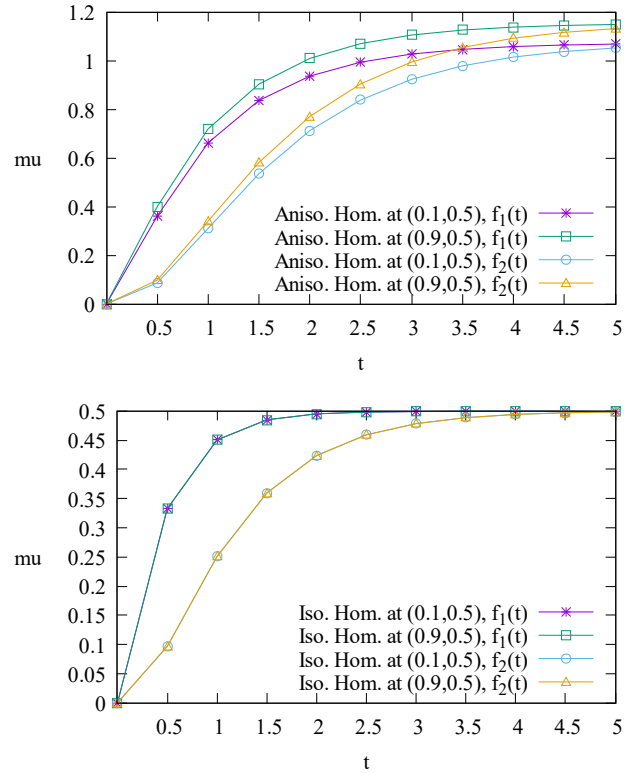 1.2
1
0.8
mu
0.6
0.4
Aniso. Hom. at (0.1,0.5), f₁(t)
Aniso. Hom. at (0.9,0.5), f₁(t)
0.2
Aniso. Hom. at (0.1,0.5), f₂(t)
Aniso. Hom. at (0.9,0.5), f₂(t)
0
0.5 1 1.5 2 2.5 3 3.5 4 4.5 5
t
0.5
0.45
0.4
0.35
0.3
mu
0.25
0.2
0.15
Iso. Hom. at (0.1,0.5), f₁(t)
Iso. Hom. at (0.9,0.5), f₁(t)
0.1
Iso. Hom. at (0.1,0.5), f₂(t)
0.05
Iso. Hom. at (0.9,0.5), f₂(t)
0
0.5 1 1.5 2 2.5 3 3.5 4 4.5 5
t